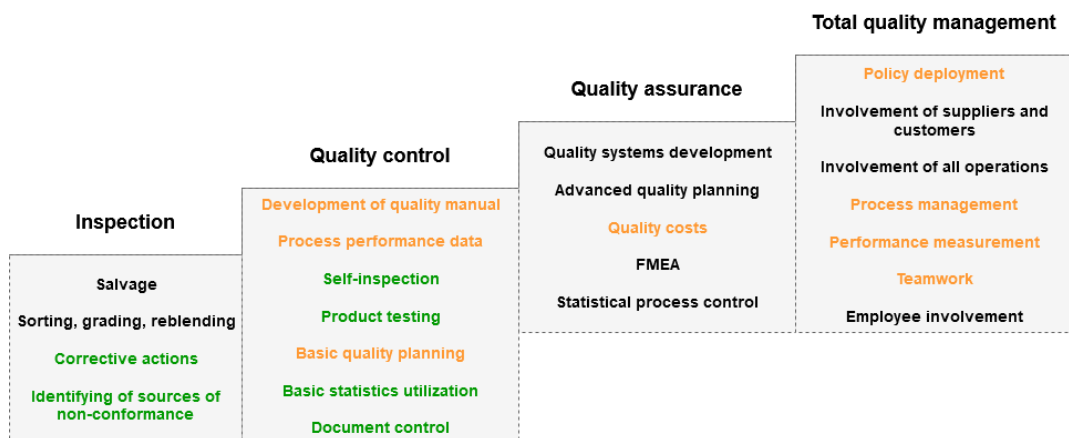 Inspection
Salvage
Sorting, grading, reblending
Corrective actions
Identifying of sources of
non-conformance
Quality control
Development of quality manual
Process performance data
Self-inspection
Product testing
Basic quality planning
Basic statistics utilization
Document control
Quality assurance
Quality systems development
Advanced quality planning
Quality costs
FMEA
Statistical process control
Total quality management
Policy deployment
Involvement of suppliers and
customers
Involvement of all operations
Process management
Performance measurement
Teamwork
Employee involvement